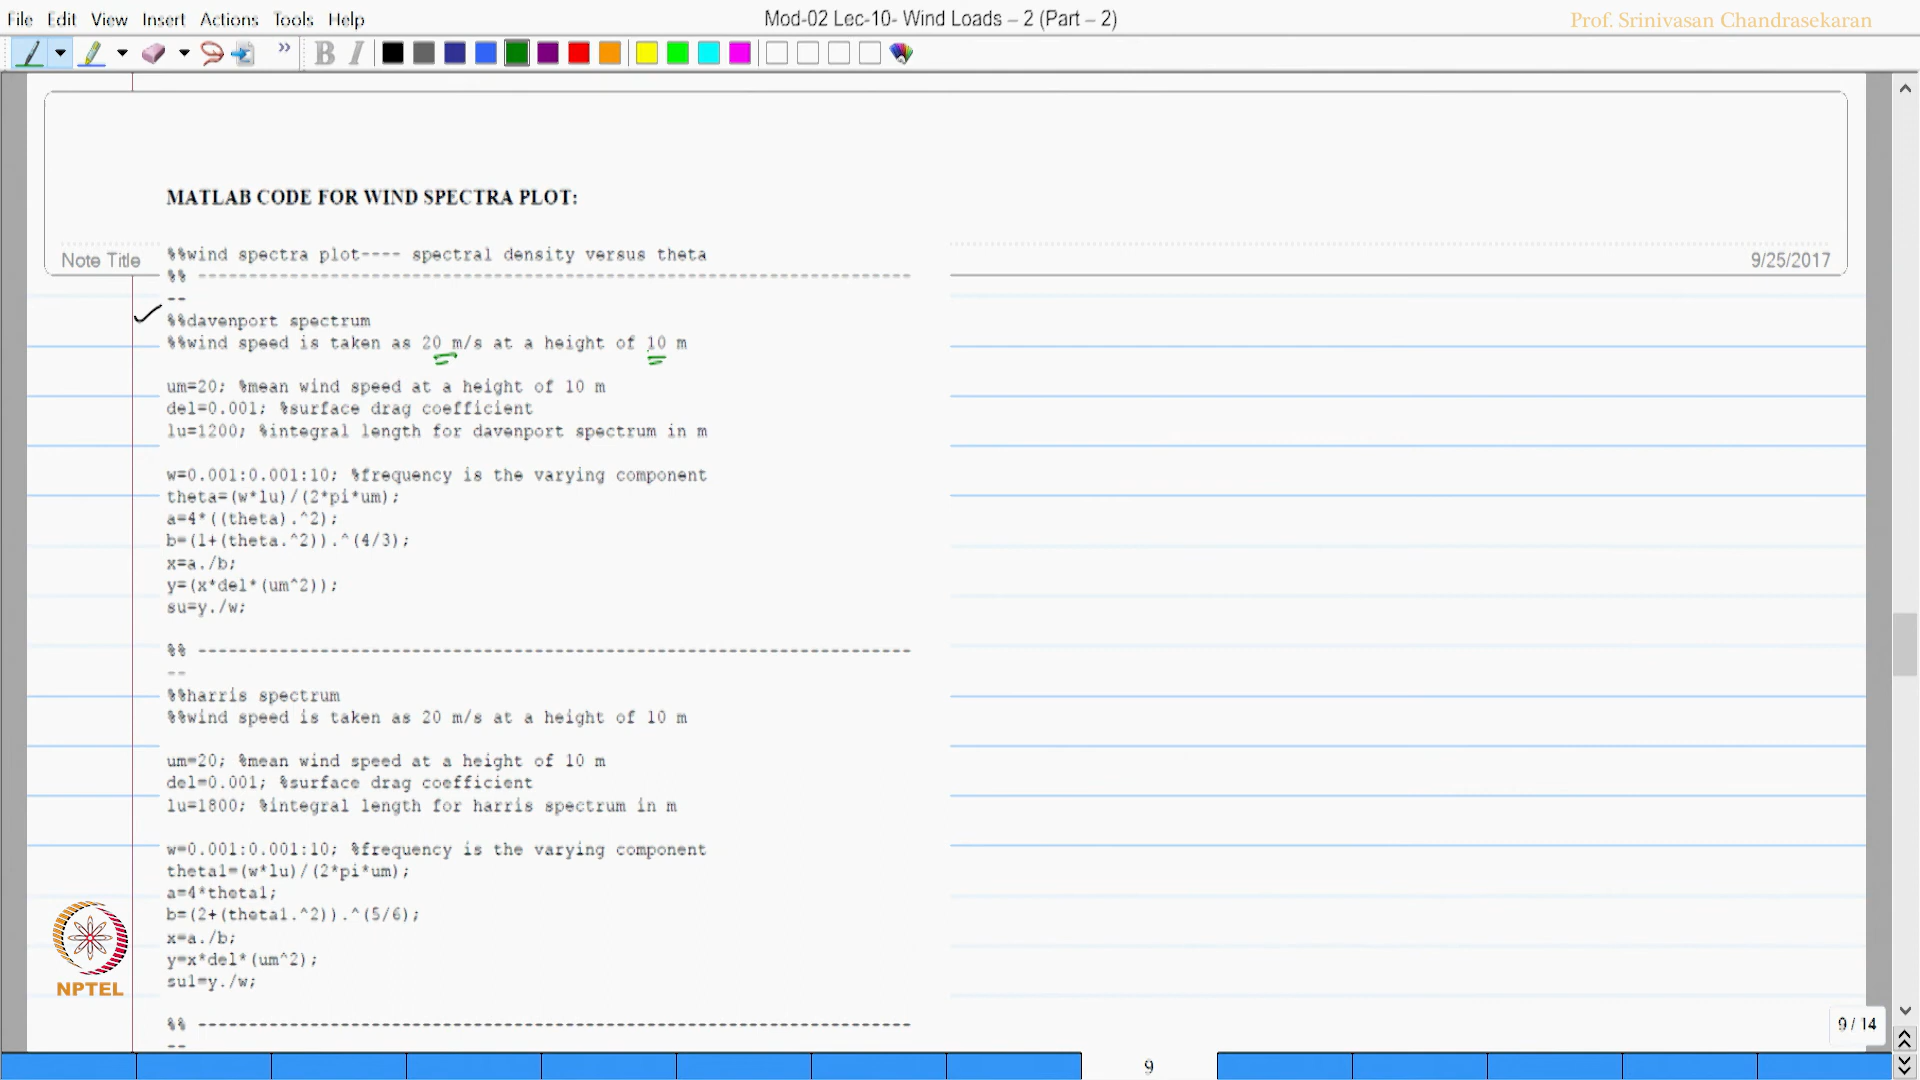 File Edit View Insert Actions Tools Help
Mod-02 Lec-10- Wind Loads – 2 (Part – 2)
Prof. Srinivasan Chandrasekaran
» B I
MATLAB CODE FOR WIND SPECTRA PLOT:
%%wind spectra plot---- spectral density versus theta
Note Title
9/25/2017
%% ----------------------------------------------------------------------
--
%%davenport spectrum
%%wind speed is taken as 20 m/s at a height of 10 m
um=20; %mean wind speed at a height of 10 m
del=0.001; %surface drag coefficient
lu=1200; %integral length for davenport spectrum in m
w=0.001:0.001:10; %frequency is the varying component
theta=(w*lu)/(2*pi*um);
a=4*((theta).^2);
b=(1+(theta.^2)).^(4/3);
x=a./b;
y=(x*del*(um^2));
su=y./w;
%% ----------------------------------------------------------------------
--
%%harris spectrum
%%wind speed is taken as 20 m/s at a height of 10 m
um=20; %mean wind speed at a height of 10 m
del=0.001; %surface drag coefficient
lu=1800; %integral length for harris spectrum in m
w=0.001:0.001:10; %frequency is the varying component
theta1=(w*lu)/(2*pi*um);
a=4*theta1;
b=(2+(theta1.^2)).^(5/6);
x=a./b;
y=x*del*(um^2);
su1=y./w;
%% ----------------------------------------------------------------------
--
NPTEL
9 / 14
9